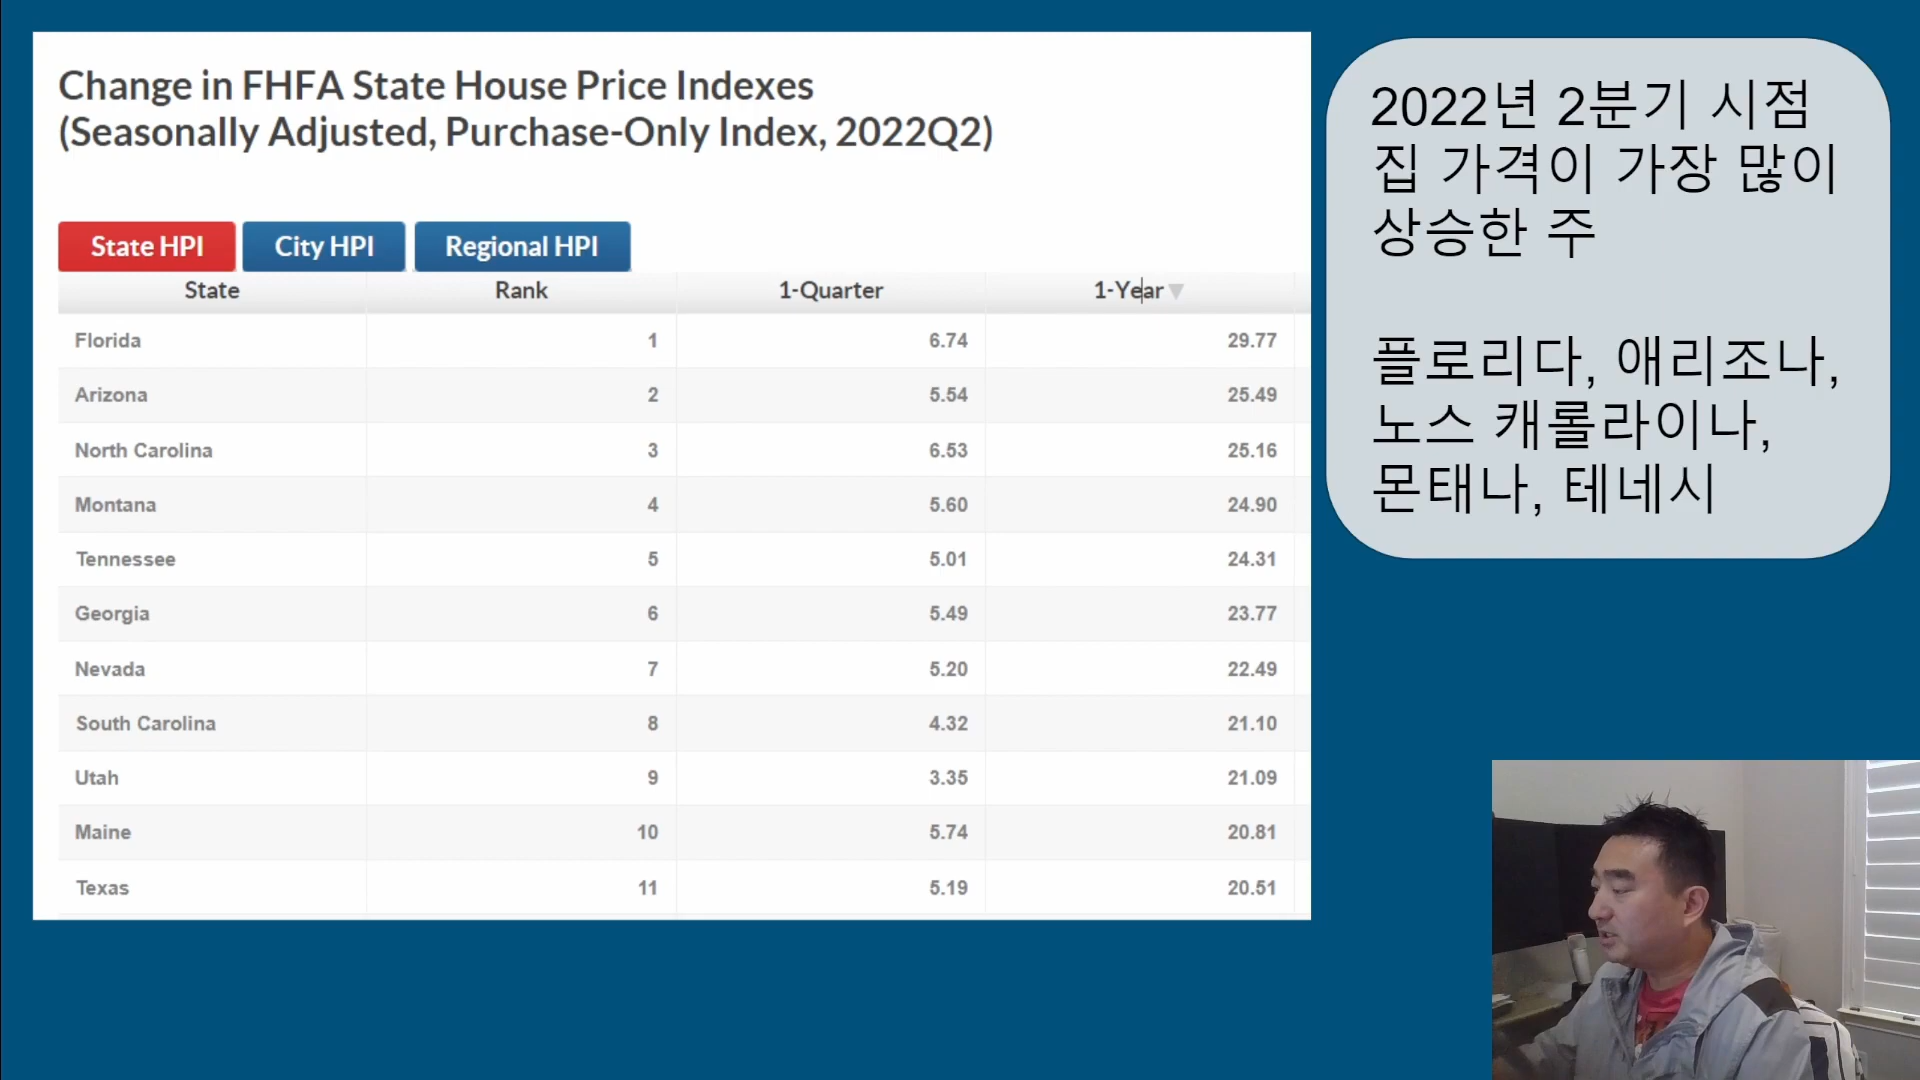 Change in FHFA State House Price Indexes
(Seasonally Adjusted, Purchase-Only Index, 2022Q2)
State HPI City HPI Regional HPI
State Rank 1-Quarter 1-Year
Florida 1 6.74 29.77
Arizona 2 5.54 25.49
North Carolina 3 6.53 25.16
Montana 4 5.60 24.90
Tennessee 5 5.01 24.31
Georgia 6 5.49 23.77
Nevada 7 5.20 22.49
South Carolina 8 4.32 21.10
Utah 9 3.35 21.09
Maine 10 5.74 20.81
Texas 11 5.19 20.51
2022년 2분기 시점
집 가격이 가장 많이
상승한 주
플로리다, 애리조나,
노스 캐롤라이나,
몬태나, 테네시